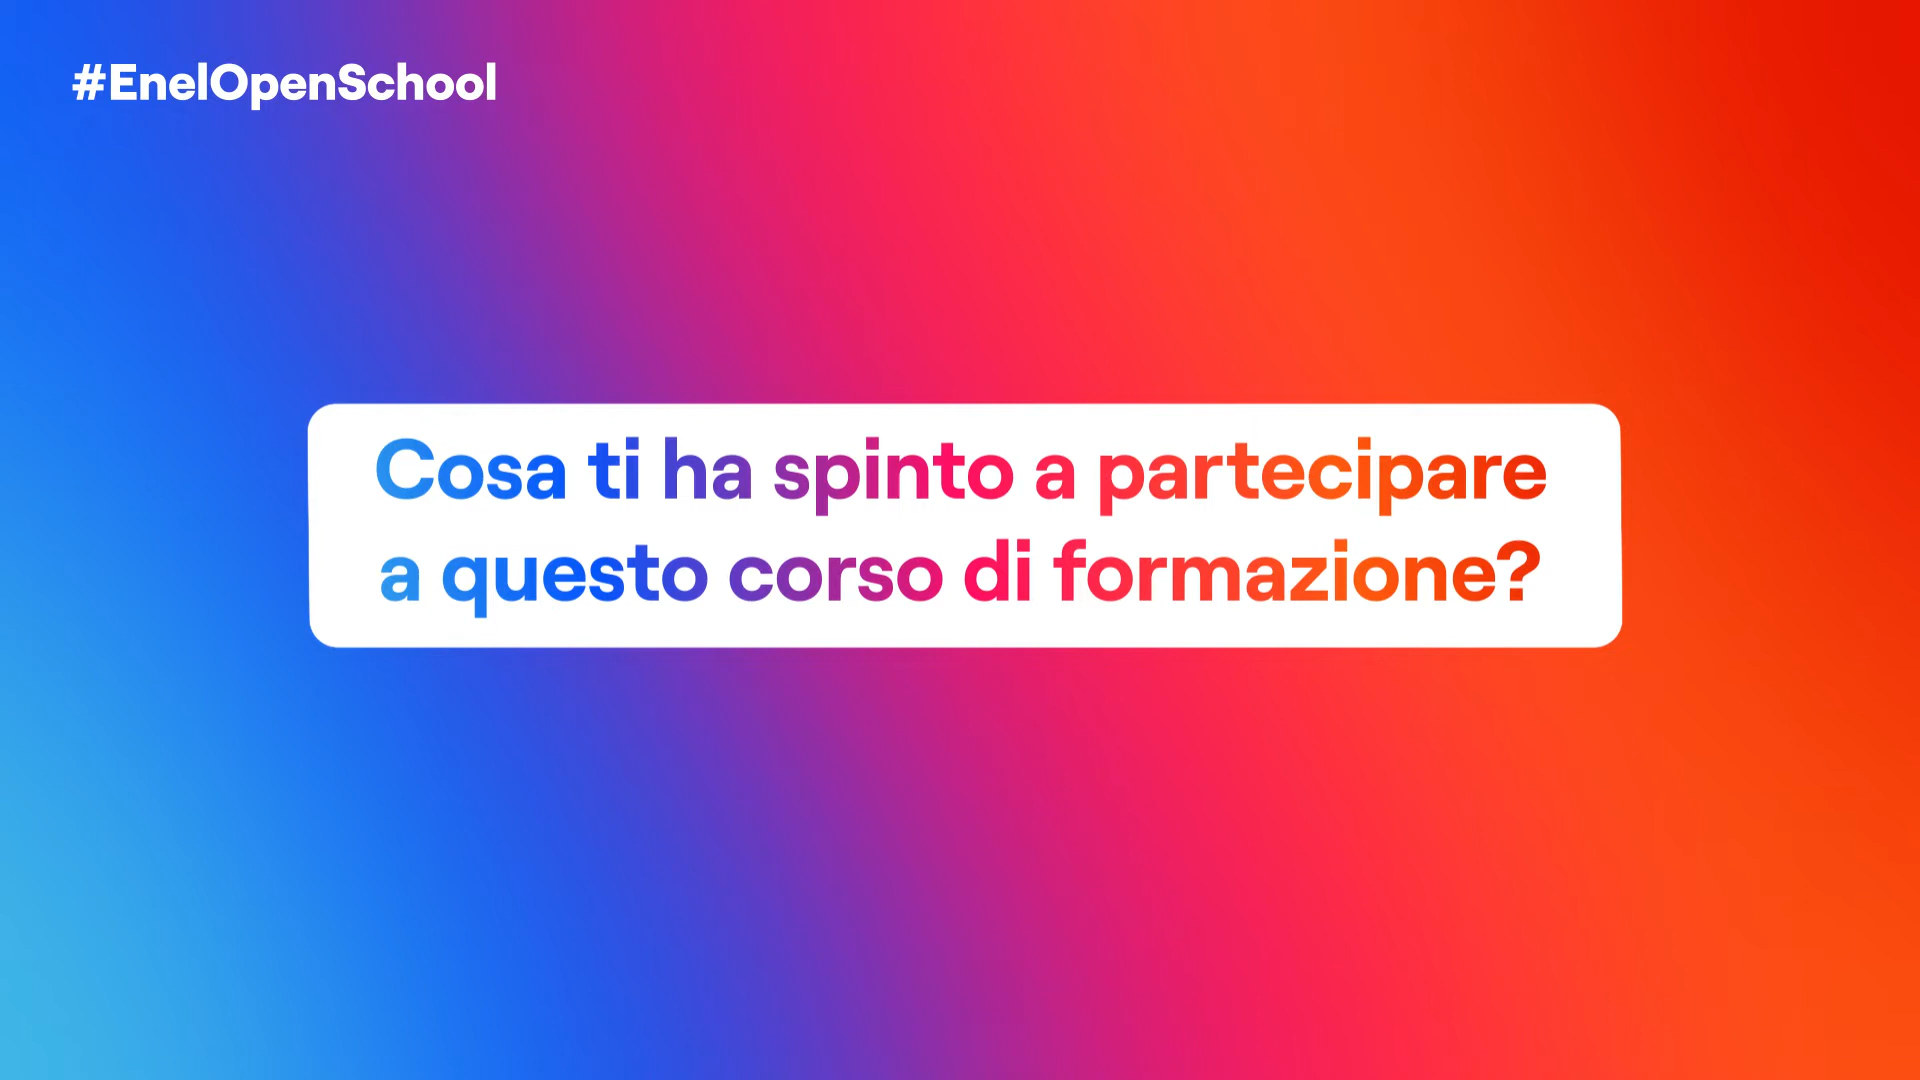 #EnelOpenSchool
Cosa ti ha spinto a partecipare
a questo corso di formazione?